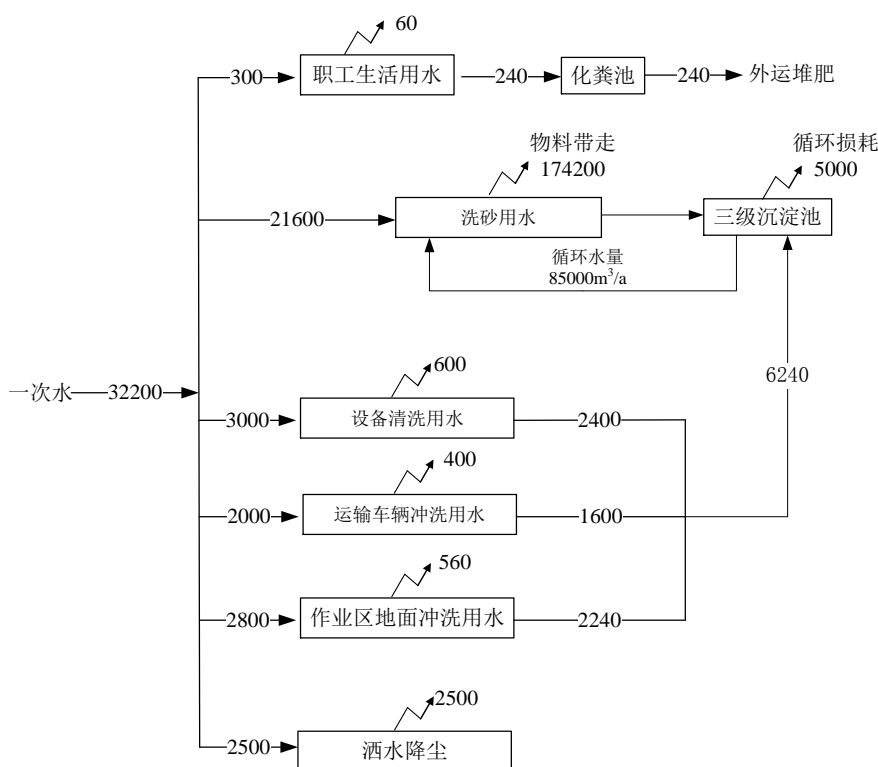 60
300
职工生活用水
240
化粪池
240
外运堆肥
物料带走
174200
循环损耗
5000
21600
洗砂用水
三级沉淀池
循环水量
85000m³/a
一次水
32200
600
6240
3000
设备清洗用水
2400
400
2000
运输车辆冲洗用水
1600
560
2800
作业区地面冲洗用水
2240
2500
2500
洒水降尘